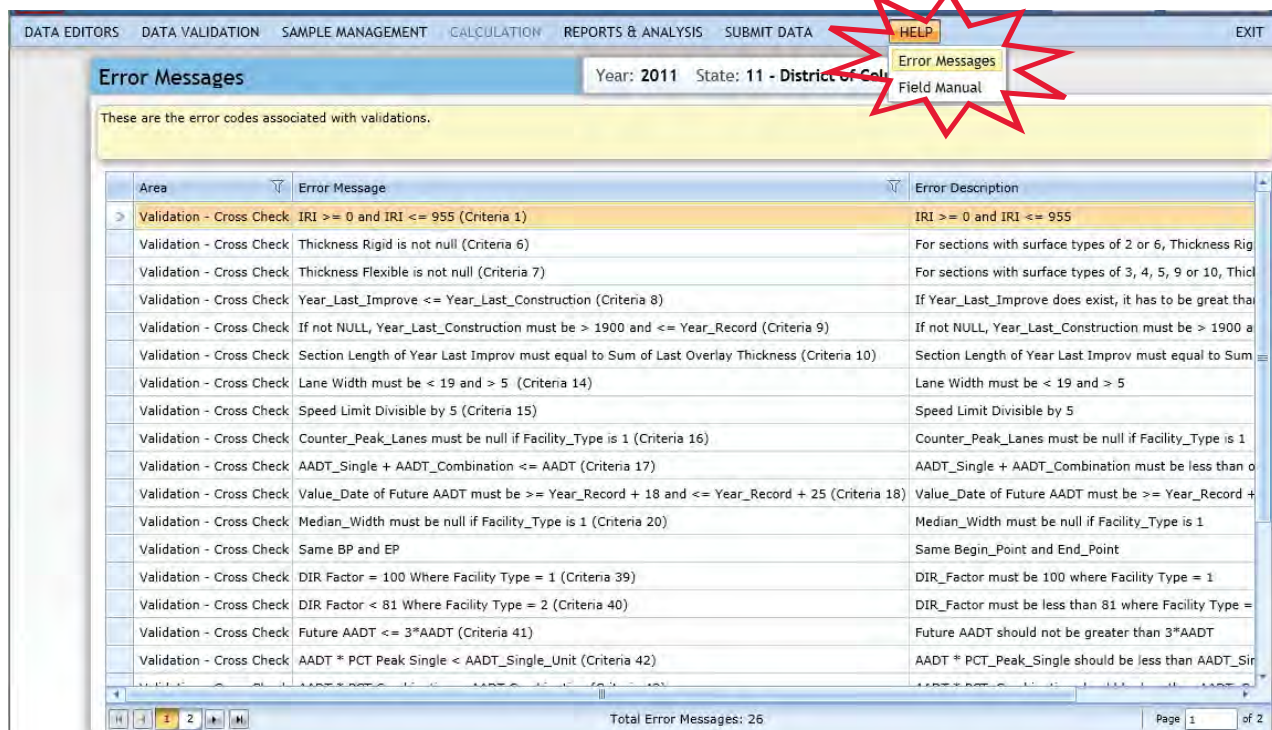 DATA EDITORS DATA VALIDATION SAMPLE MANAGEMENT CALCULATION REPORTS & ANALYSIS SUBMIT DATA HELP EXIT
Error Messages
Field Manual
Error Messages Year: 2011 State: 11 - District of Colu
These are the error codes associated with validations.
Area Error Message Error Description
Validation - Cross Check IRI >= 0 and IRI <= 955 (Criteria 1) IRI >= 0 and IRI <= 955
Validation - Cross Check Thickness Rigid is not null (Criteria 6) For sections with surface types of 2 or 6, Thickness Rig
Validation - Cross Check Thickness Flexible is not null (Criteria 7) For sections with surface types of 3, 4, 5, 9 or 10, Thicl
Validation - Cross Check Year_Last_Improve <= Year_Last_Construction (Criteria 8) If Year_Last_Improve does exist, it has to be great tha
Validation - Cross Check If not NULL, Year_Last_Construction must be > 1900 and <= Year_Record (Criteria 9) If not NULL, Year_Last_Construction must be > 1900 a
Validation - Cross Check Section Length of Year Last Improv must equal to Sum of Last Overlay Thickness (Criteria 10) Section Length of Year Last Improv must equal to Sum
Validation - Cross Check Lane Width must be < 19 and > 5 (Criteria 14) Lane Width must be < 19 and > 5
Validation - Cross Check Speed Limit Divisible by 5 (Criteria 15) Speed Limit Divisible by 5
Validation - Cross Check Counter_Peak_Lanes must be null if Facility_Type is 1 (Criteria 16) Counter_Peak_Lanes must be null if Facility_Type is 1
Validation - Cross Check AADT_Single + AADT_Combination <= AADT (Criteria 17) AADT_Single + AADT_Combination must be less than o
Validation - Cross Check Value_Date of Future AADT must be >= Year_Record + 18 and <= Year_Record + 25 (Criteria 18) Value_Date of Future AADT must be >= Year_Record +
Validation - Cross Check Median_Width must be null if Facility_Type is 1 (Criteria 20) Median_Width must be null if Facility_Type is 1
Validation - Cross Check Same BP and EP Same Begin_Point and End_Point
Validation - Cross Check DIR Factor = 100 Where Facility Type = 1 (Criteria 39) DIR_Factor must be 100 where Facility Type = 1
Validation - Cross Check DIR Factor < 81 Where Facility Type = 2 (Criteria 40) DIR_Factor must be less than 81 where Facility Type =
Validation - Cross Check Future AADT <= 3*AADT (Criteria 41) Future AADT should not be greater than 3*AADT
Validation - Cross Check AADT * PCT Peak Single < AADT_Single_Unit (Criteria 42) AADT * PCT_Peak_Single should be less than AADT_Sir
1 2 Total Error Messages: 26 Page 1 of 2